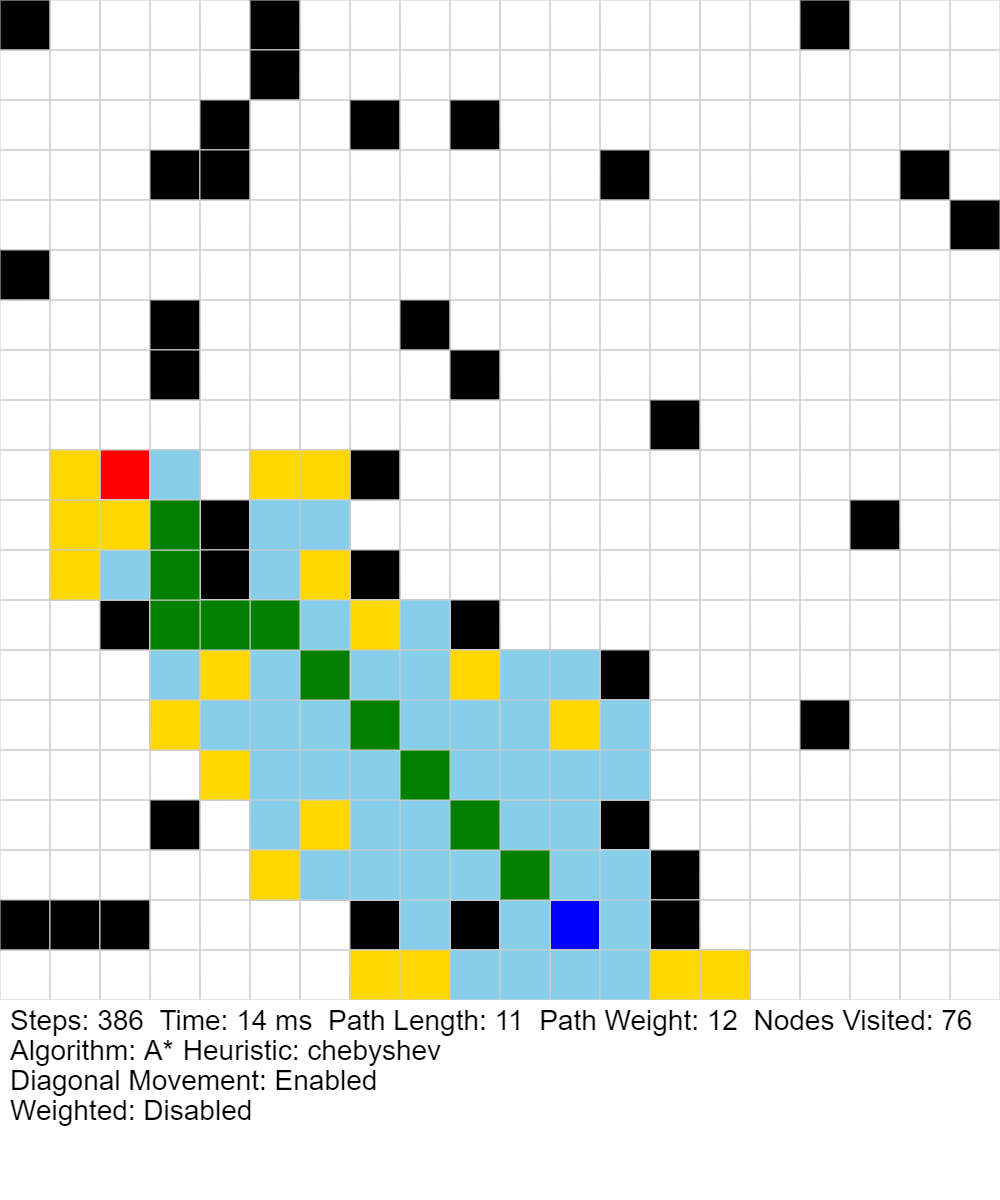 Steps: 386  Time: 14 ms  Path Length: 11  Path Weight: 12  Nodes Visited: 76
Algorithm: A* Heuristic: chebyshev
Diagonal Movement: Enabled
Weighted: Disabled